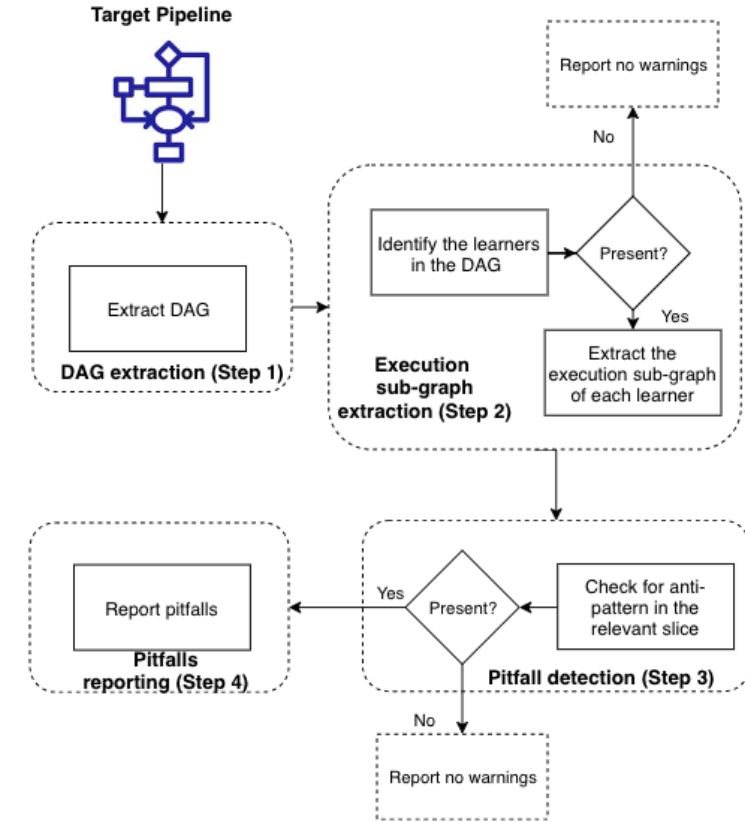 Target Pipeline
Report no warnings
No
Identify the learners
in the DAG
Present?
Yes
Extract DAG
DAG extraction (Step 1)
Execution
sub-graph
extraction (Step 2)
Extract the
execution sub-graph
of each learner
Check for anti-
pattern in the
relevant slice
Present?
Yes
Report pitfalls
Pitfalls
reporting (Step 4)
Pitfall detection (Step 3)
No
Report no warnings